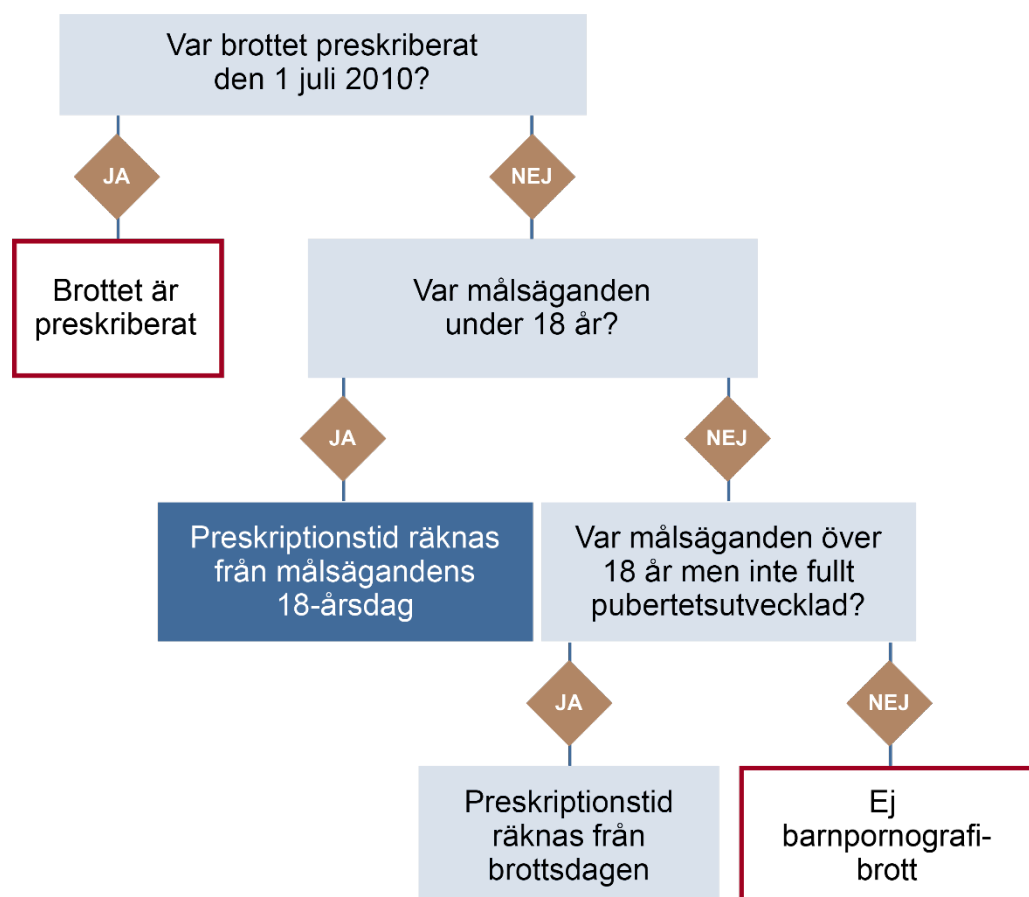 Var brottet preskriberat
den 1 juli 2010?
JA
NEJ
Brottet är
preskriberat
Var målsäganden
under 18 år?
JA
NEJ
Preskriptionstid räknas
från målsägandens
18-årsdag
Var målsäganden över
18 år men inte fullt
pubertetsutvecklad?
JA
NEJ
Preskriptionstid
räknas från
brottsdagen
Ej
barnpornografi-
brott